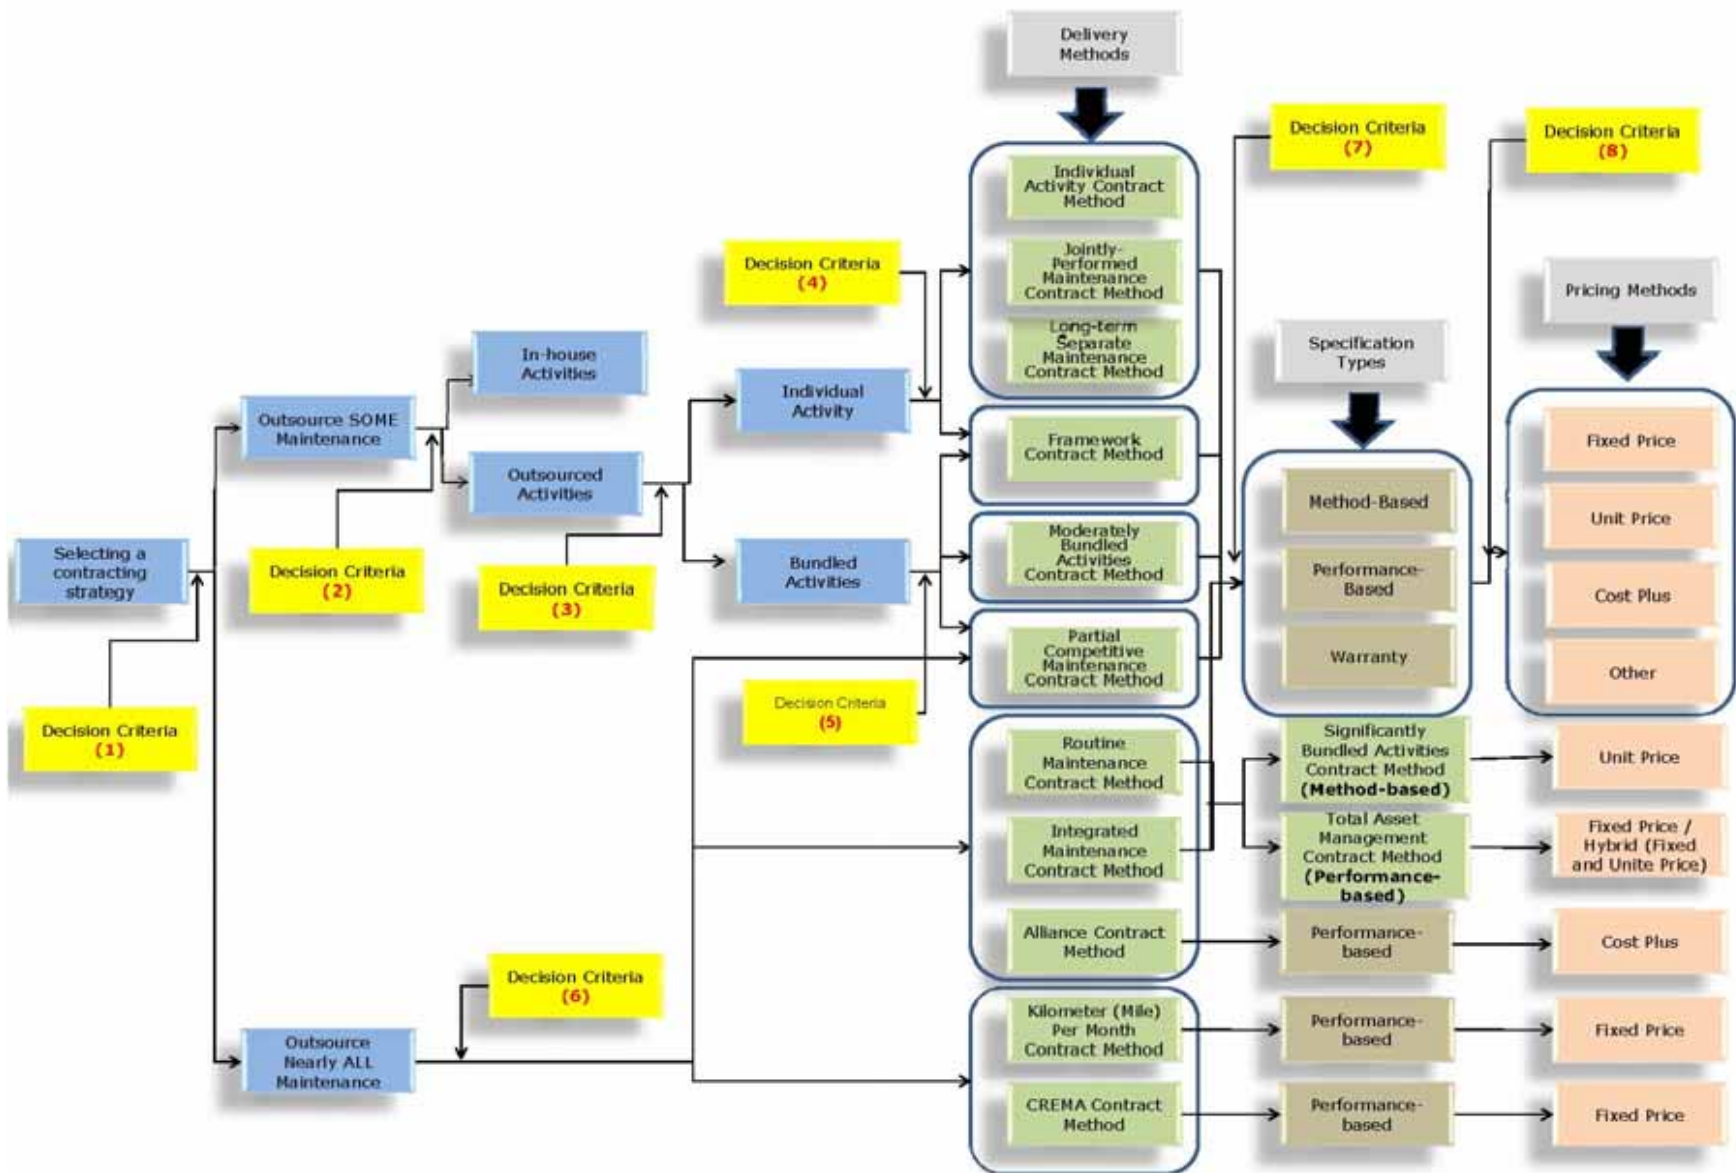 Delivery
Methods
Decision Criteria
(7)
Decision Criteria
(8)
Individual
Activity Contract
Method
Decision Criteria
(4)
Jointly-
Performed
Maintenance
Contract Method
Pricing Methods
Long-term
Separate
Maintenance
Contract Method
Specification
Types
In-house
Activities
Individual
Activity
Outsource SOME
Maintenance
Framework
Contract Method
Fixed Price
Outsourced
Activities
Method-Based
Unit Price
Selecting a
contracting
strategy
Decision Criteria
(2)
Decision Criteria
(3)
Bundled
Activities
Moderately
Bundled
Activities
Contract Method
Performance-
Based
Cost Plus
Partial
Competitive
Maintenance
Contract Method
Warranty
Other
Decision Criteria
(1)
Decision Criteria
(5)
Routine
Maintenance
Contract Method
Significantly
Bundled Activities
Contract Method
(Method-based)
Unit Price
Integrated
Maintenance
Contract Method
Total Asset
Management
Contract Method
(Performance-
based)
Fixed Price /
Hybrid (Fixed
and Unite Price)
Alliance Contract
Method
Performance-
based
Cost Plus
Decision Criteria
(6)
Outsource
Nearly ALL
Maintenance
Kilometer (Mile)
Per Month
Contract Method
Performance-
based
Fixed Price
CREMA Contract
Method
Performance-
based
Fixed Price